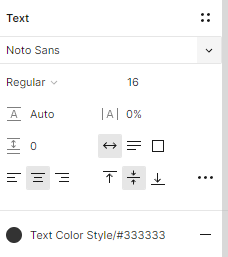 Text
Noto Sans
Regular 16
Auto 0%
0
Text Color Style/#333333